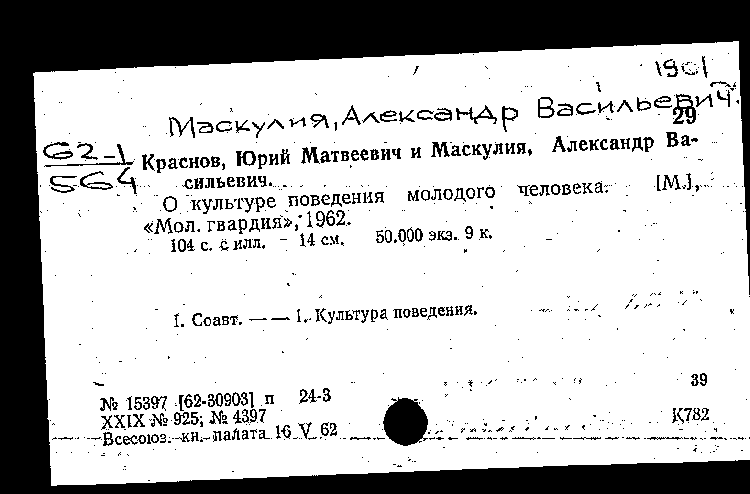 1901
Маскулия, Александр Васильевич.
29
62-1
564
Краснов, Юрий Матвеевич и Маскулия, Александр Ва-
сильевич.
О культуре поведения молодого человека. [М.],
«Мол. гвардия», 1962.
104 с. с илл. - 14 см. 50.000 экз. 9 к.
I. Соавт. — — 1. Культура поведения.
№ 15397 [62-30903] п 24-3 39
XXIX № 925; № 4397 К782
Всесоюз. кн. палата 16 V 62